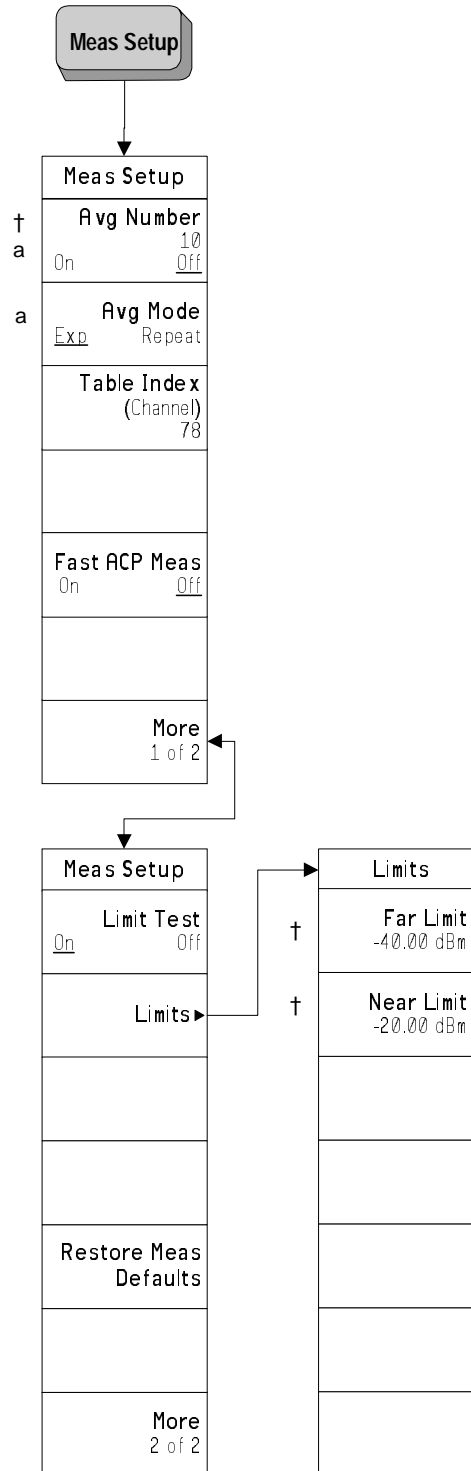 Meas Setup
Meas Setup
† Avg Number
10
a
On Off
a Avg Mode
Exp Repeat
Table Index
(Channel)
78
Fast ACP Meas
On Off
More
1 of 2
Meas Setup
Limit Test
On Off
Limits
Limits
† Far Limit
-40.00 dBm
† Near Limit
-20.00 dBm
Restore Meas
Defaults
More
2 of 2